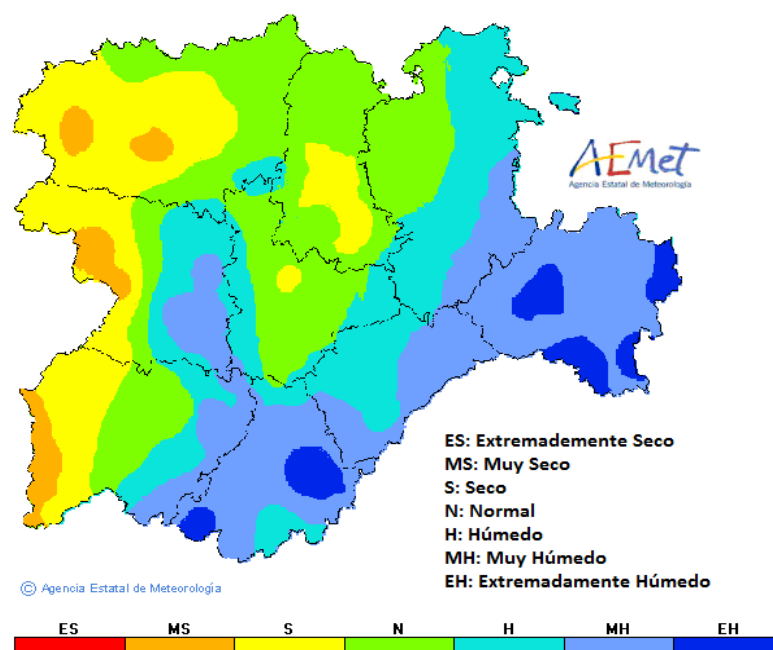 AEMet
Agencia Estatal de Meteorología
ES: Extremademente Seco
MS: Muy Seco
S: Seco
N: Normal
H: Húmedo
MH: Muy Húmedo
EH: Extremadamente Húmedo
© Agencia Estatal de Meteorología
ES MS S N H MH EH